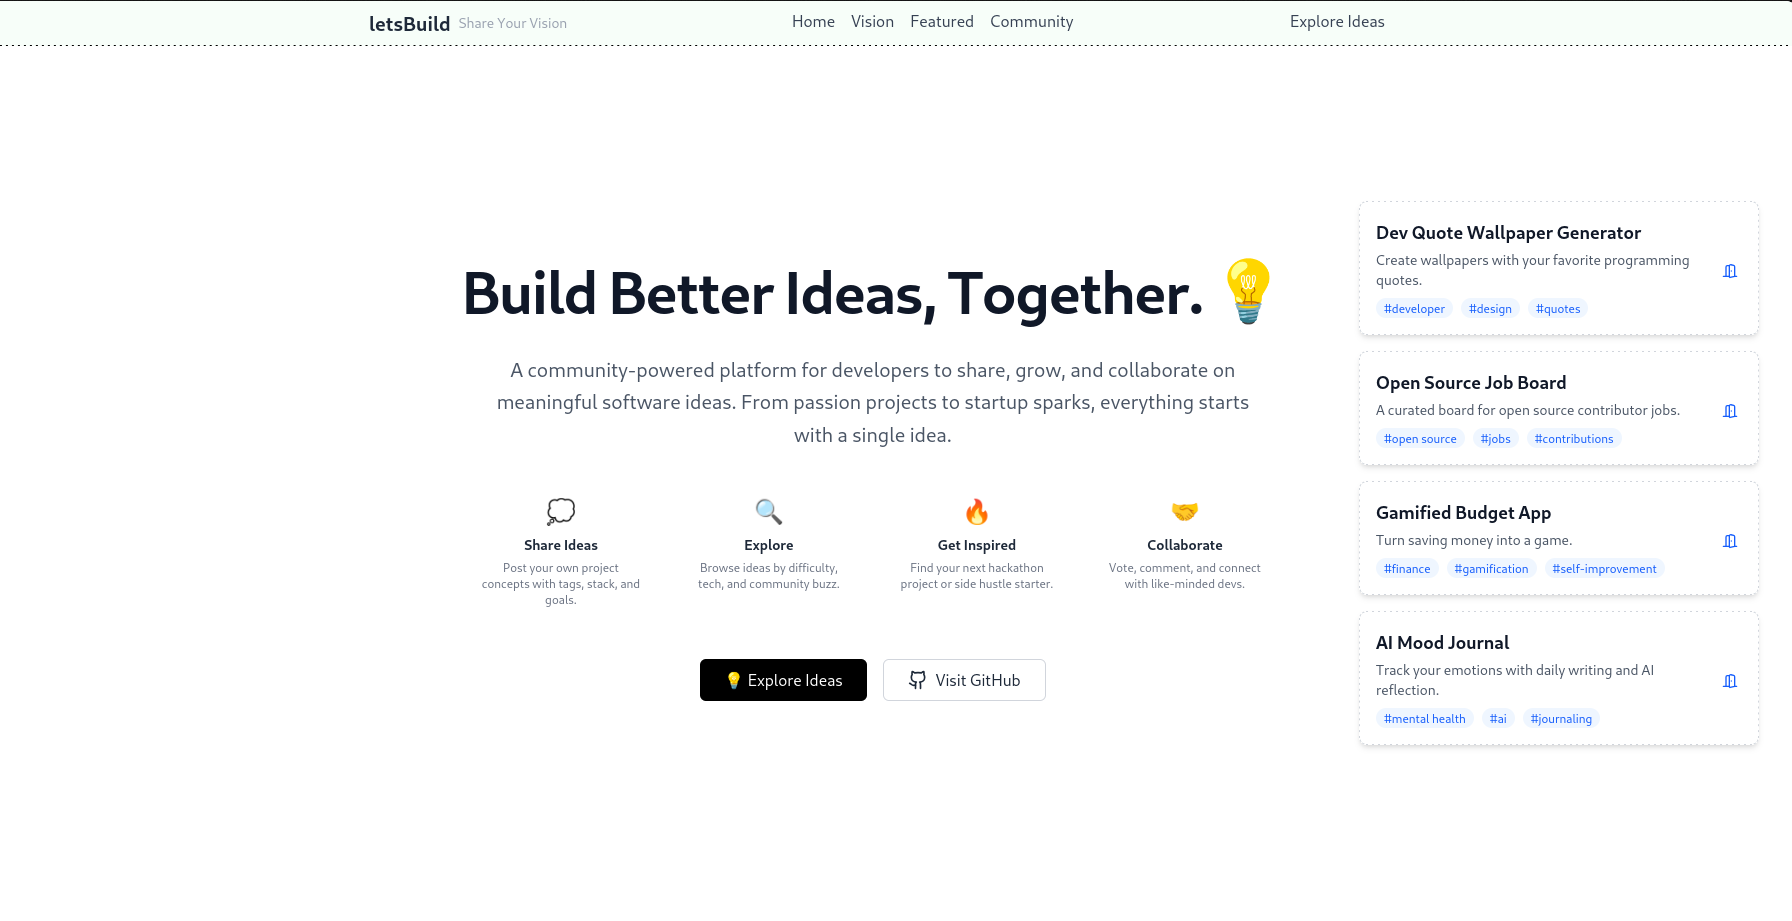 letsBuild Share Your Vision Home Vision Featured Community Explore Ideas
Build Better Ideas, Together.
A community-powered platform for developers to share, grow, and collaborate on
meaningful software ideas. From passion projects to startup sparks, everything starts
with a single idea.
Share Ideas
Post your own project
concepts with tags, stack, and
goals.
Explore
Browse ideas by difficulty,
tech, and community buzz.
Get Inspired
Find your next hackathon
project or side hustle starter.
Collaborate
Vote, comment, and connect
with like-minded devs.
Explore Ideas
Visit GitHub
Dev Quote Wallpaper Generator
Create wallpapers with your favorite programming
quotes.
#developer #design #quotes
Open Source Job Board
A curated board for open source contributor jobs.
#open source #jobs #contributions
Gamified Budget App
Turn saving money into a game.
#finance #gamification #self-improvement
AI Mood Journal
Track your emotions with daily writing and AI
reflection.
#mental health #ai #journaling